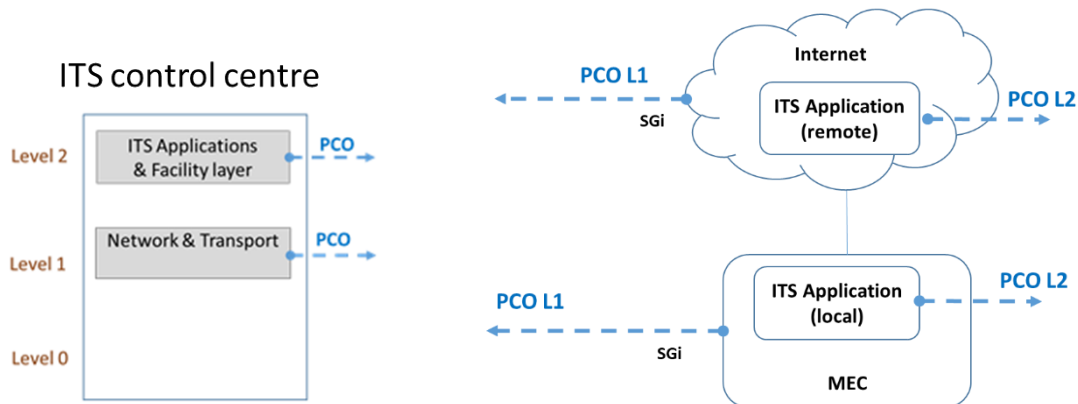 ITS control centre
Level 2
ITS Applications
& Facility layer
PCO
Network & Transport
PCO
Level 1
Level 0
Internet
PCO L1
SGi
ITS Application
(remote)
PCO L2
ITS Application
(local)
PCO L2
PCO L1
SGi
MEC